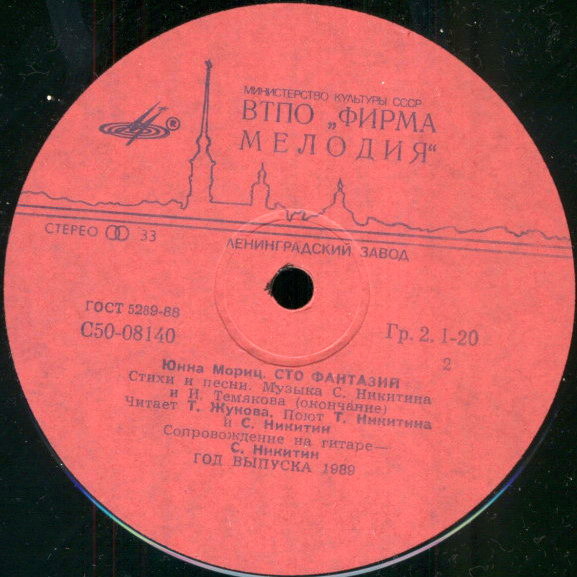 МИНИСТЕРСТВО КУЛЬТУРЫ СССР
ВТПО „ФИРМА
МЕЛОДИЯ“
®
СТЕРЕО 33
ЛЕНИНГРАДСКИЙ ЗАВОД
ГОСТ 5289-88
С50-08140
Гр. 2. 1-20
2
Юнна Мориц. СТО ФАНТАЗИЙ
Стихи и песни. Музыка С. Никитина
и И. Темякова (окончание)
Читает Т. Жукова, Поют Т. Никитина
и С. Никитин
Сопровождение на гитаре—
С. Никитин
ГОД ВЫПУСКА 1989